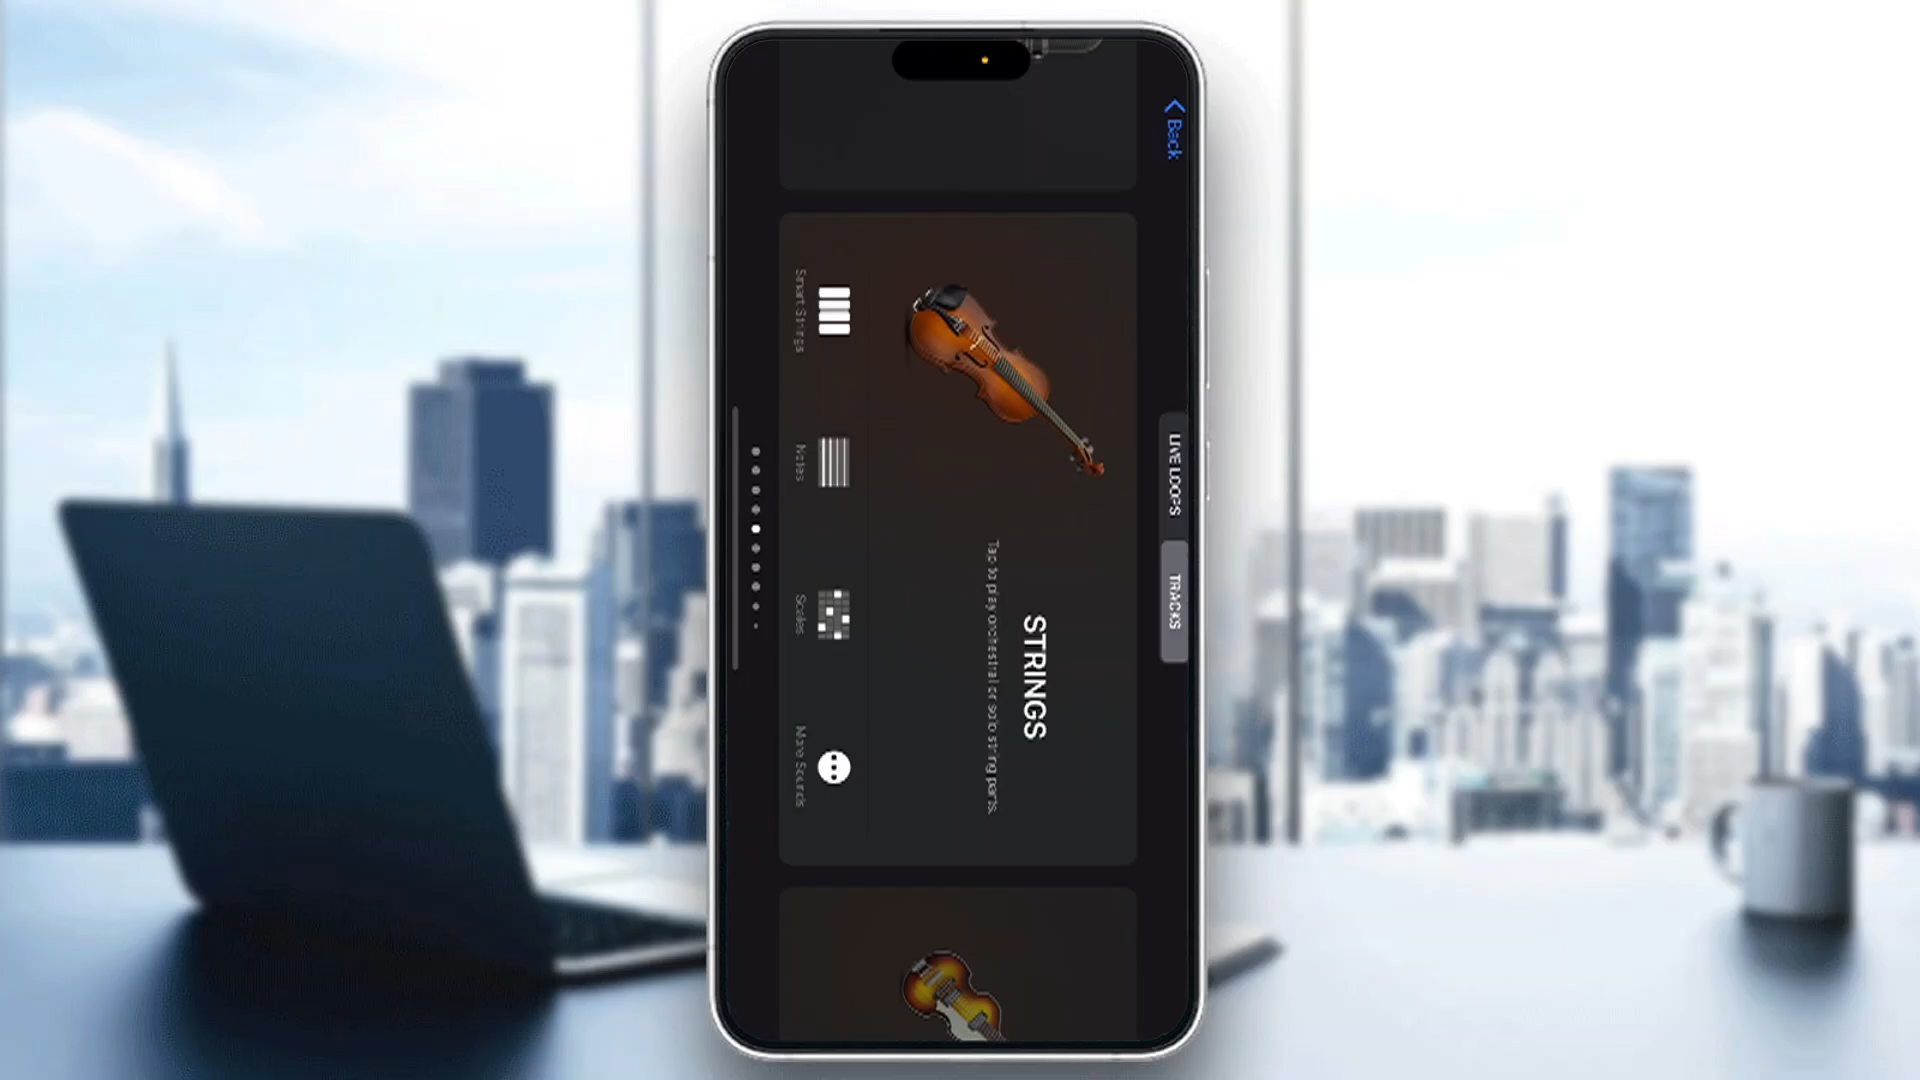 Back
LIVE LOOPS
TRACKS
STRINGS
Tap to play orchestral or solo string parts.
Smart Strings
Notes
Scales
More Sounds